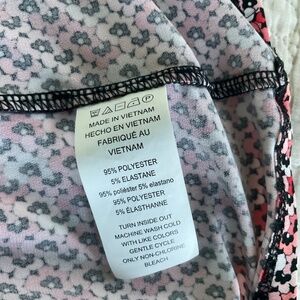 MADE IN VIETNAM
HECHO EN VIETNAM
FABRIQUÉ AU
VIETNAM
95% POLYESTER
5% ELASTANE
95% poliéster 5% elastano
95% POLYESTER
5% ÉLASTHANNE
TURN INSIDE OUT
MACHINE WASH COLD
WITH LIKE COLORS
GENTLE CYCLE
ONLY NON-CHLORINE
BLEACH